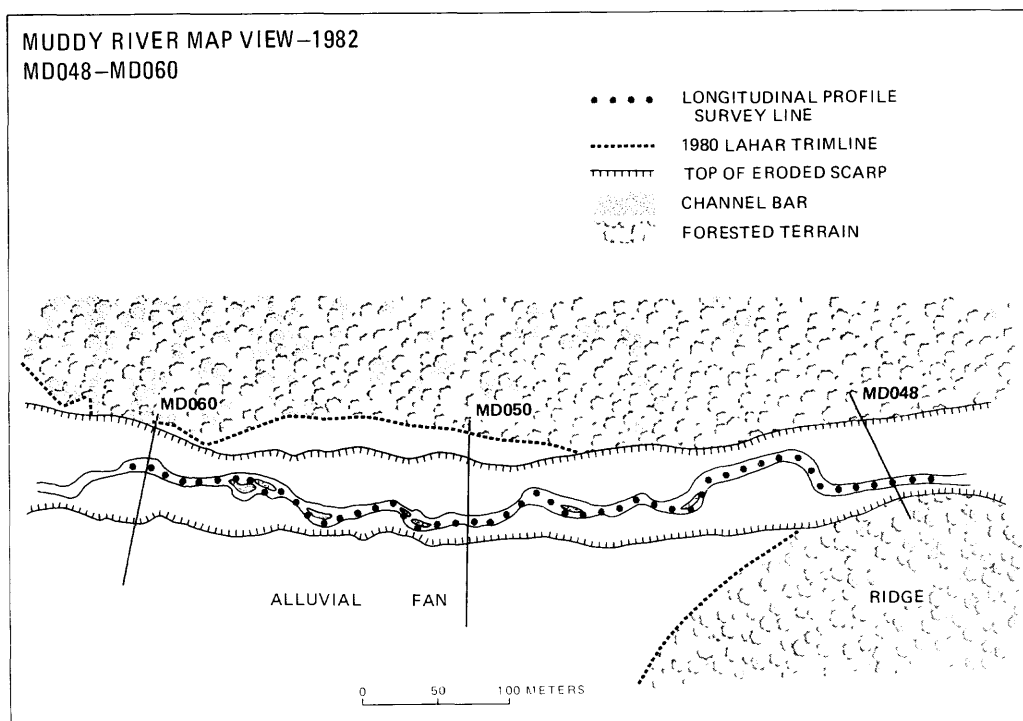 MUDDY RIVER MAP VIEW–1982
MD048–MD060
LONGITUDINAL PROFILE
SURVEY LINE
1980 LAHAR TRIMLINE
TOP OF ERODED SCARP
CHANNEL BAR
FORESTED TERRAIN
MD060
MD050
MD048
ALLUVIAL FAN
RIDGE
0 50 100 METERS